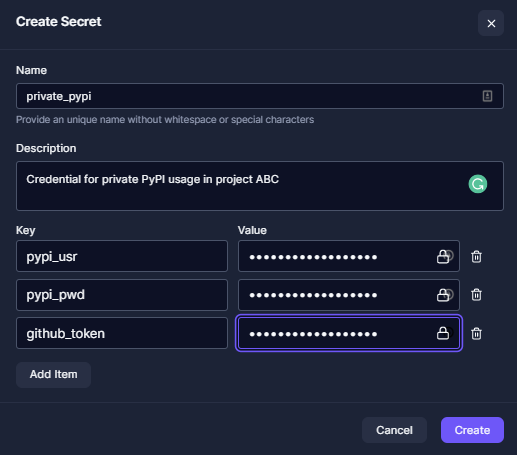 Create Secret
Name
private_pypi
Provide an unique name without whitespace or special characters
Description
Credential for private PyPI usage in project ABC
Key Value
pypi_usr ••••••••••••••••••
pypi_pwd ••••••••••••••••••
github_token ••••••••••••••••••
Add Item
Cancel Create